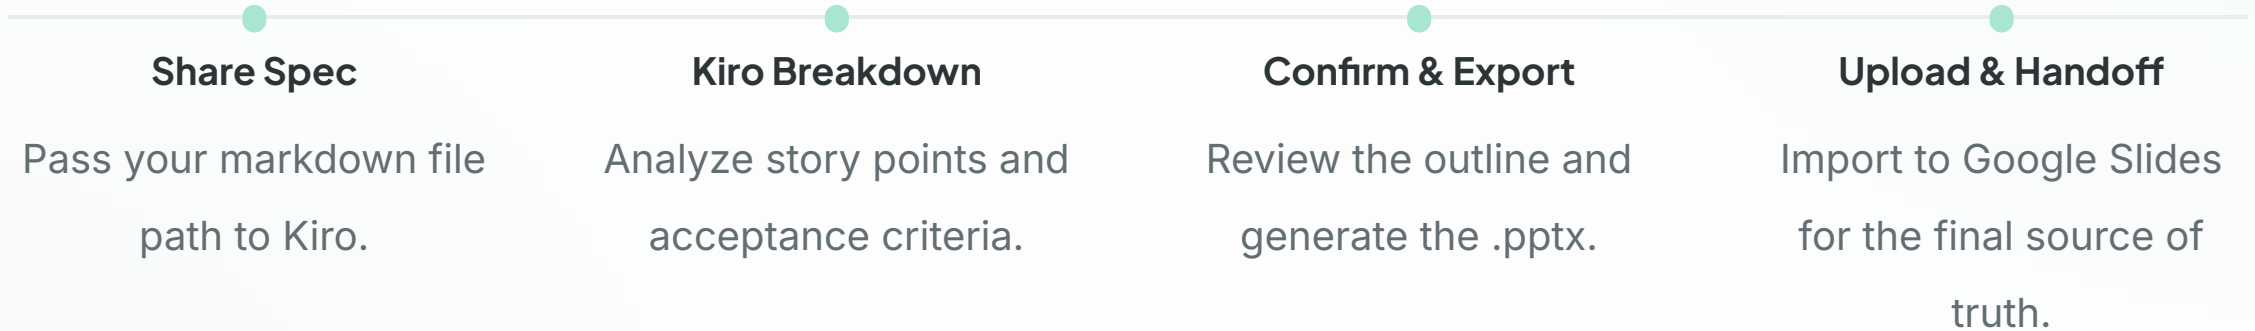 Share Spec
Pass your markdown file
path to Kiro.
Kiro Breakdown
Analyze story points and
acceptance criteria.
Confirm & Export
Review the outline and
generate the .pptx.
Upload & Handoff
Import to Google Slides
for the final source of
truth.